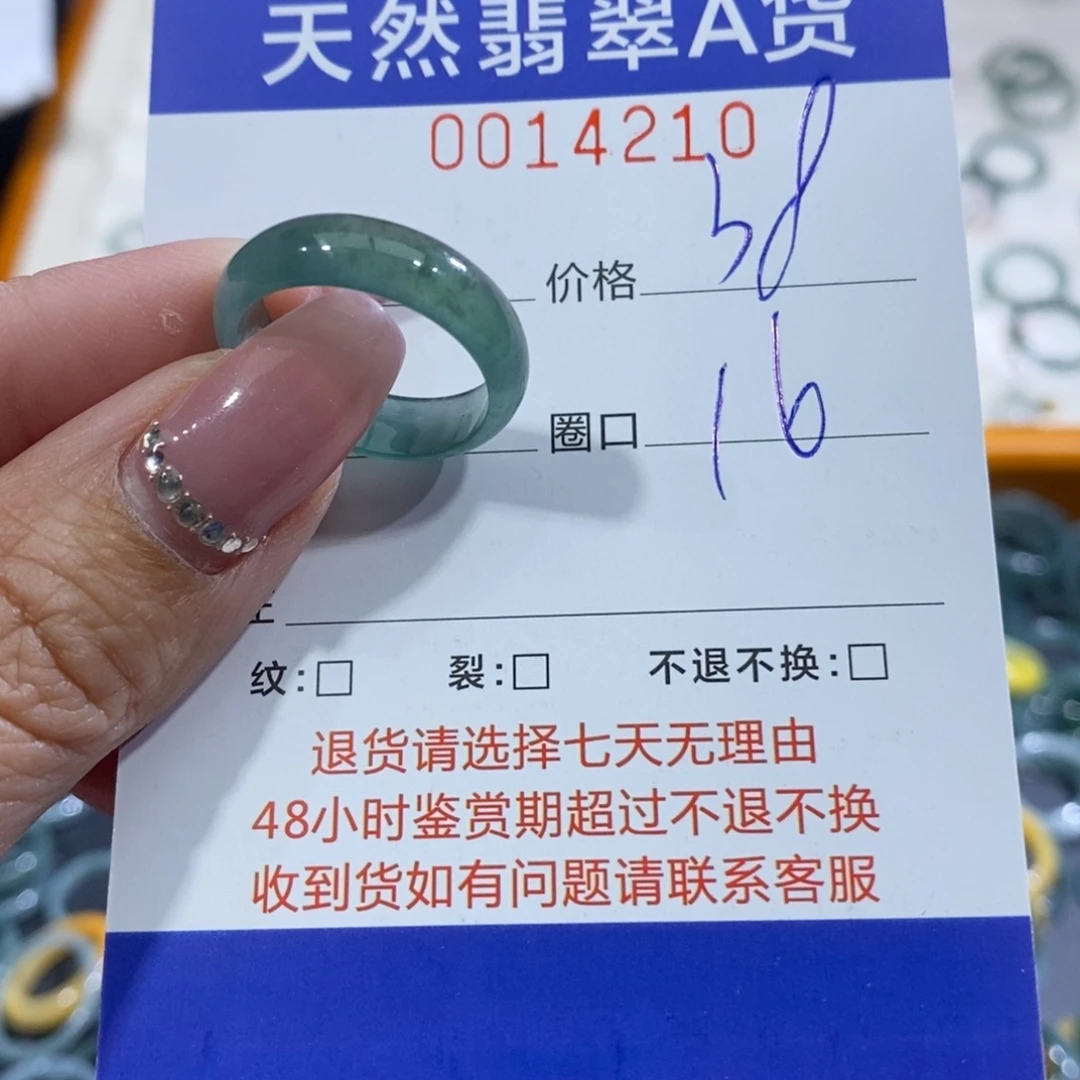 天然翡翠A货
0014210
价格 58
圈口 16
纹:□ 裂:□ 不退不换:□
退货请选择七天无理由
48小时鉴赏期超过不退不换
收到货如有问题请联系客服